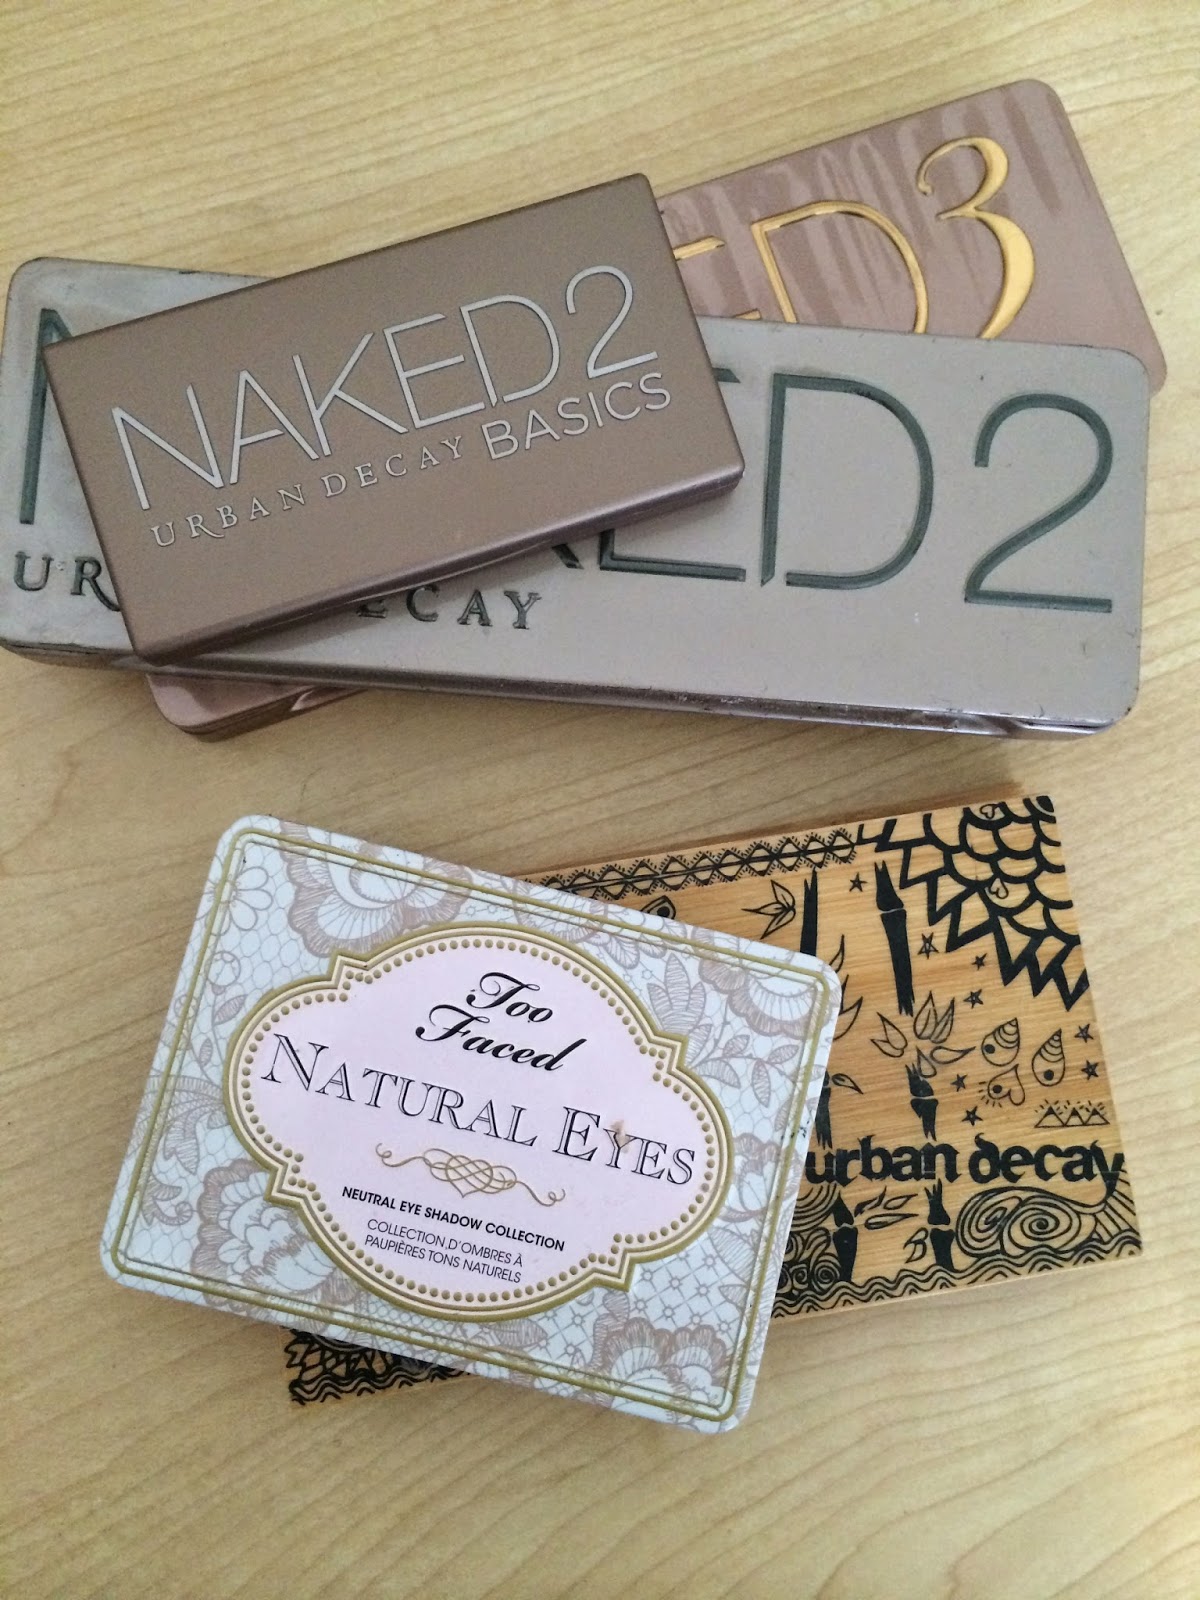 ED3
NAKED2
URBAN DECAY BASICS
KED2
UR ECAY
Too
Faced
NATURAL EYES
NEUTRAL EYE SHADOW COLLECTION
COLLECTION D'OMBRES À
PAUPIÈRES TONS NATURELS
urban decay